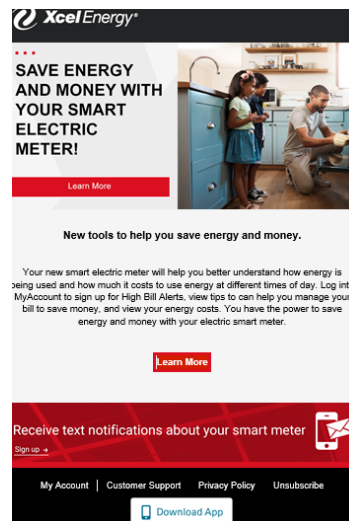 Xcel Energy®
SAVE ENERGY
AND MONEY WITH
YOUR SMART
ELECTRIC
METER!
Learn More
New tools to help you save energy and money.
Your new smart electric meter will help you better understand how energy is
being used and how much it costs to use energy at different times of day. Log int
MyAccount to sign up for High Bill Alerts, view tips to can help you manage your
bill to save money, and view your energy costs. You have the power to save
energy and money with your electric smart meter.
Learn More
Receive text notifications about your smart meter
Sign up →
My Account | Customer Support Privacy Policy Unsubscribe
Download App